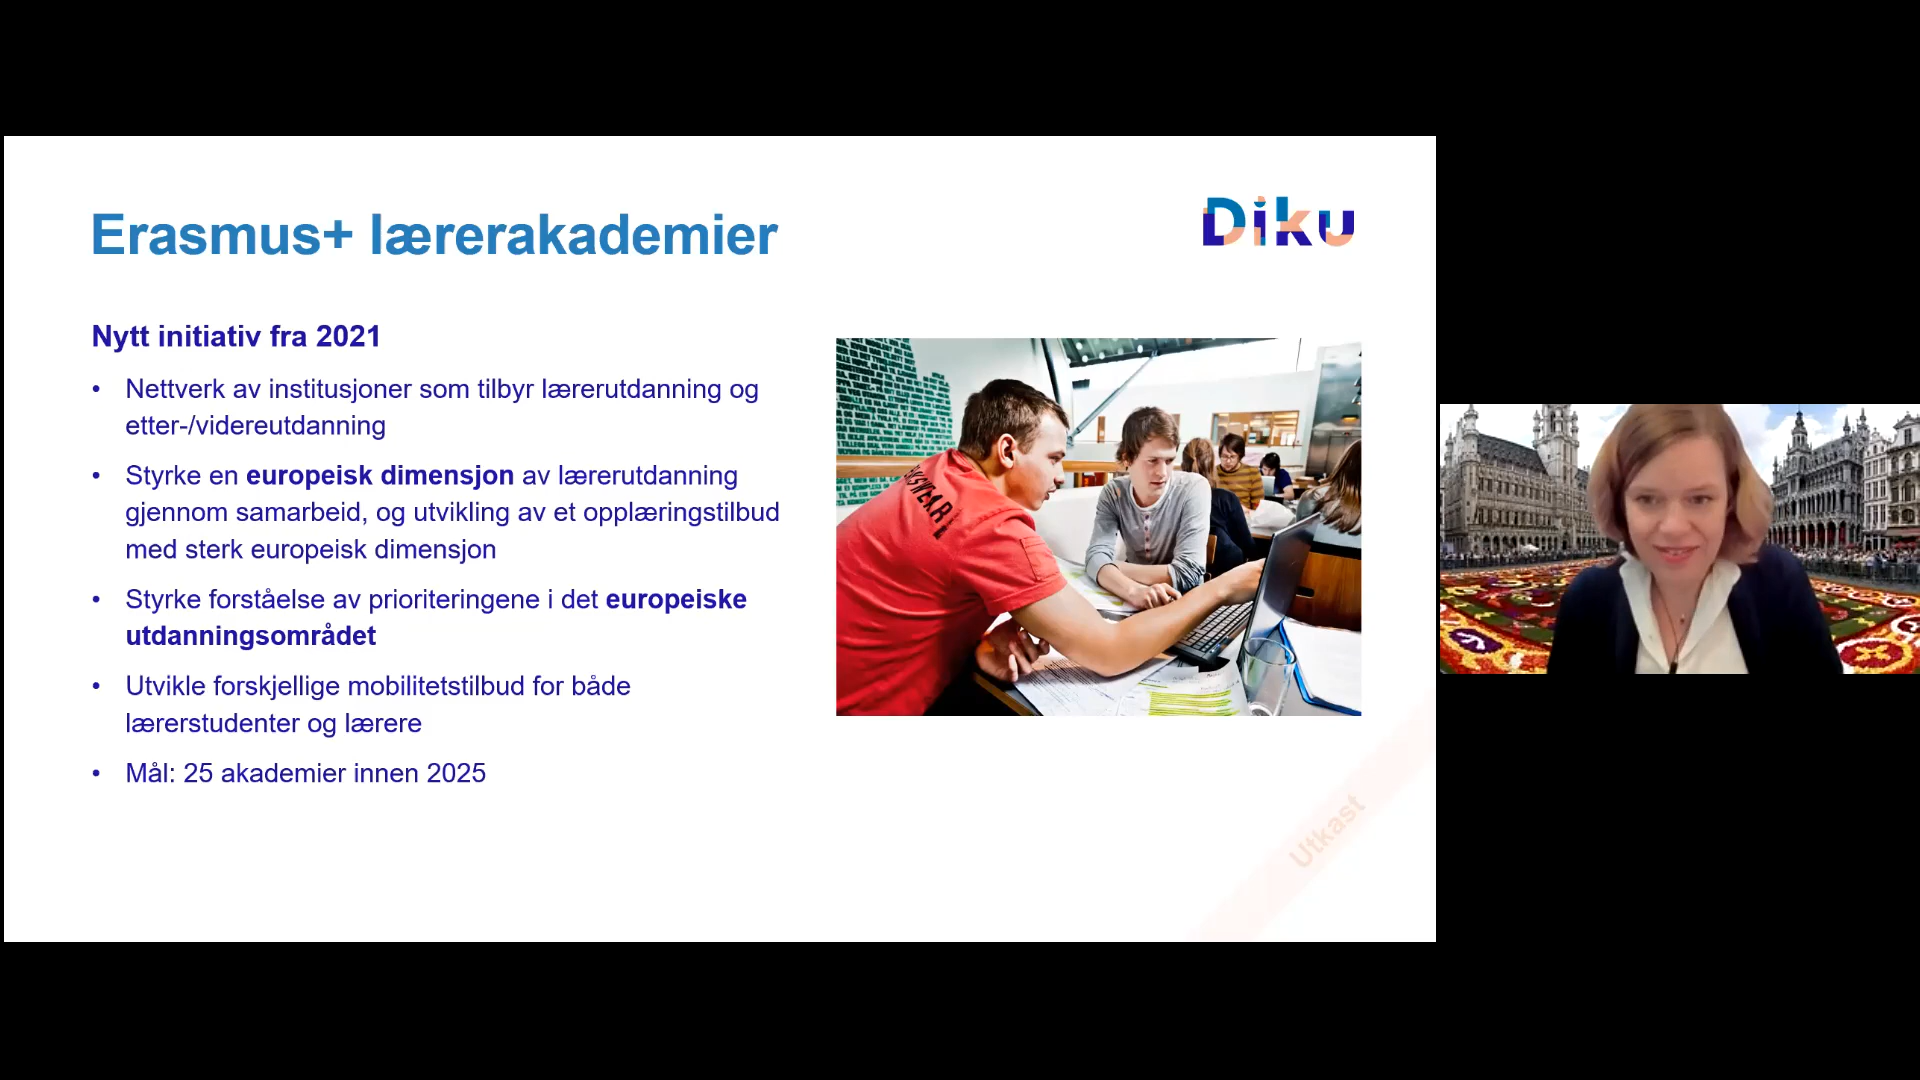 Erasmus+ lærerakademier
Diku
Nytt initiativ fra 2021
• Nettverk av institusjoner som tilbyr lærerutdanning og
etter-/videreutdanning
• Styrke en europeisk dimensjon av lærerutdanning
gjennom samarbeid, og utvikling av et opplæringstilbud
med sterk europeisk dimensjon
• Styrke forståelse av prioriteringene i det europeiske
utdanningsområdet
• Utvikle forskjellige mobilitetstilbud for både
lærerstudenter og lærere
• Mål: 25 akademier innen 2025
Utkast